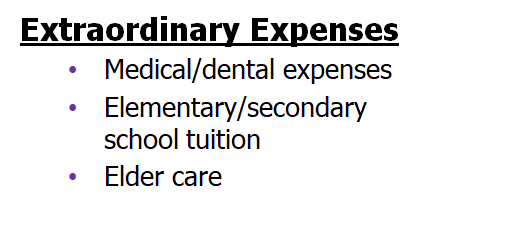 Extraordinary Expenses
• Medical/dental expenses
• Elementary/secondary
school tuition
• Elder care